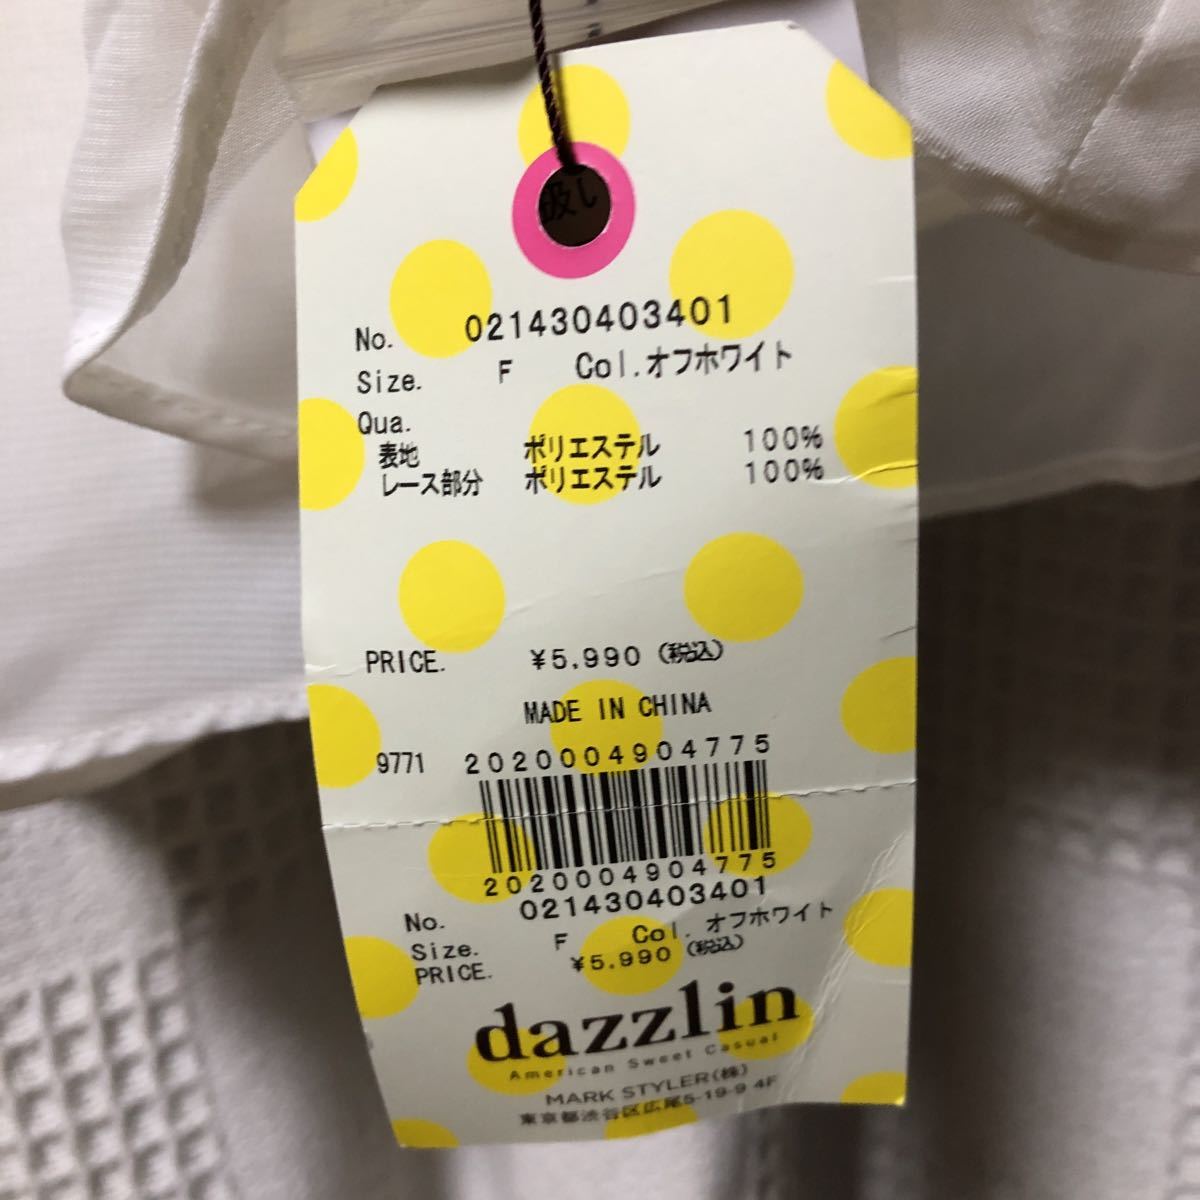 扱い
No. 021430403401
Size. F Col.オフホワイト
Qua.
表地 ポリエステル 100%
レース部分 ポリエステル 100%
PRICE. ¥5,990 (税込)
MADE IN CHINA
9771 2020004904775
2020004904775
No. 021430403401
Size. F Col.オフホワイト
PRICE. ¥5,990 (税込)
dazzlin
American Sweet Casual
MARK STYLER(株)
東京都渋谷区広尾5-19-9 4F